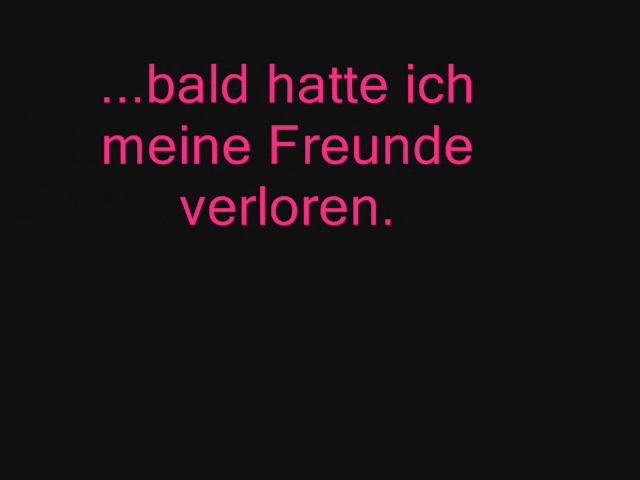 ...bald hatte ich
meine Freunde
verloren.